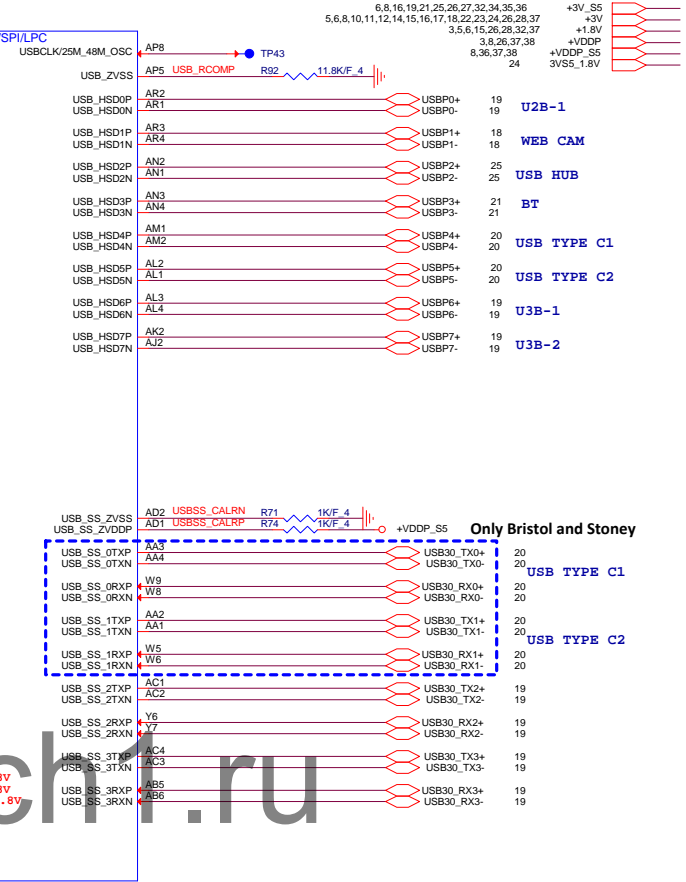 6,8,16,19,21,25,26,27,32,34,35,36 +3V_S5
5,6,8,10,11,12,14,15,16,17,18,22,23,24,26,28,37 +3V
3,5,6,15,26,28,32,37 +1.8V
3,8,26,37,38 +VDDP
8,36,37,38 +VDDP_S5
24 3VS5_1.8V
/SPI/LPC
USBCLK/25M_48M_OSC AP8 TP43
USB_ZVSS AP5 USB_RCOMP R92 11.8K/F_4
USB_HSD0P AR2 USBP0+ 19
USB_HSD0N AR1 USBP0- 19
U2B-1
USB_HSD1P AR3 USBP1+ 18
USB_HSD1N AR4 USBP1- 18
WEB CAM
USB_HSD2P AN2 USBP2+ 25
USB_HSD2N AN1 USBP2- 25
USB HUB
USB_HSD3P AN3 USBP3+ 21
USB_HSD3N AN4 USBP3- 21
BT
USB_HSD4P AM1 USBP4+ 20
USB_HSD4N AM2 USBP4- 20
USB TYPE C1
USB_HSD5P AL2 USBP5+ 20
USB_HSD5N AL1 USBP5- 20
USB TYPE C2
USB_HSD6P AL3 USBP6+ 19
USB_HSD6N AL4 USBP6- 19
U3B-1
USB_HSD7P AK2 USBP7+ 19
USB_HSD7N AJ2 USBP7- 19
U3B-2
USB_SS_ZVSS AD2 USBSS_CALRN R71 1K/F_4
USB_SS_ZVDDP AD1 USBSS_CALRP R74 1K/F_4 +VDDP_S5
Only Bristol and Stoney
USB_SS_0TXP AA3 USB30_TX0+ 20
USB_SS_0TXN AA4 USB30_TX0- 20
USB TYPE C1
USB_SS_0RXP W9 USB30_RX0+ 20
USB_SS_0RXN W8 USB30_RX0- 20
USB_SS_1TXP AA2 USB30_TX1+ 20
USB_SS_1TXN AA1 USB30_TX1- 20
USB TYPE C2
USB_SS_1RXP W5 USB30_RX1+ 20
USB_SS_1RXN W6 USB30_RX1- 20
USB_SS_2TXP AC1 USB30_TX2+ 19
USB_SS_2TXN AC2 USB30_TX2- 19
USB_SS_2RXP Y6 USB30_RX2+ 19
USB_SS_2RXN Y7 USB30_RX2- 19
USB_SS_3TXP AC4 USB30_TX3+ 19
USB_SS_3TXN AC3 USB30_TX3- 19
USB_SS_3RXP AB5 USB30_RX3+ 19
USB_SS_3RXN AB6 USB30_RX3- 19
ch1.ru